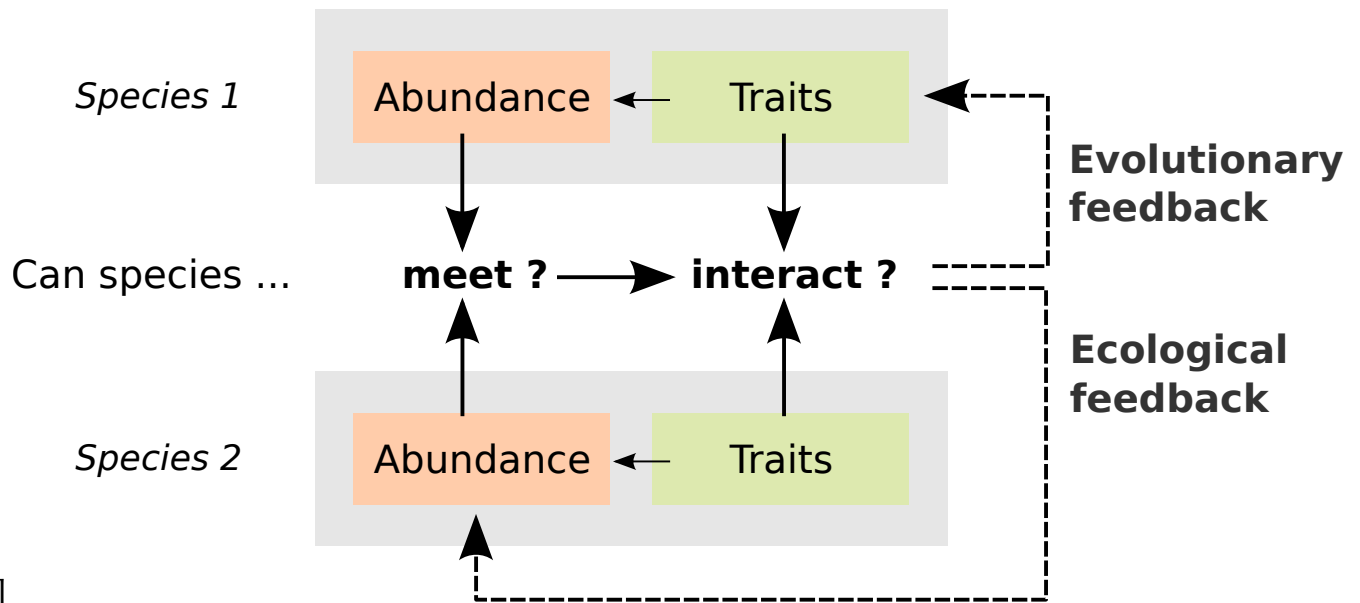 Species 1
Abundance
Traits
Evolutionary
feedback
Can species ...
meet ?
interact ?
Ecological
feedback
Species 2
Abundance
Traits